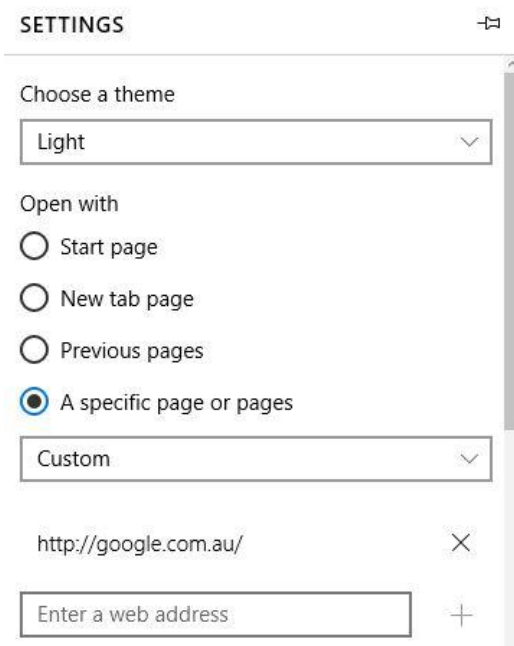 SETTINGS
Choose a theme
Light
Open with
Start page
New tab page
Previous pages
A specific page or pages
Custom
http://google.com.au/
Enter a web address